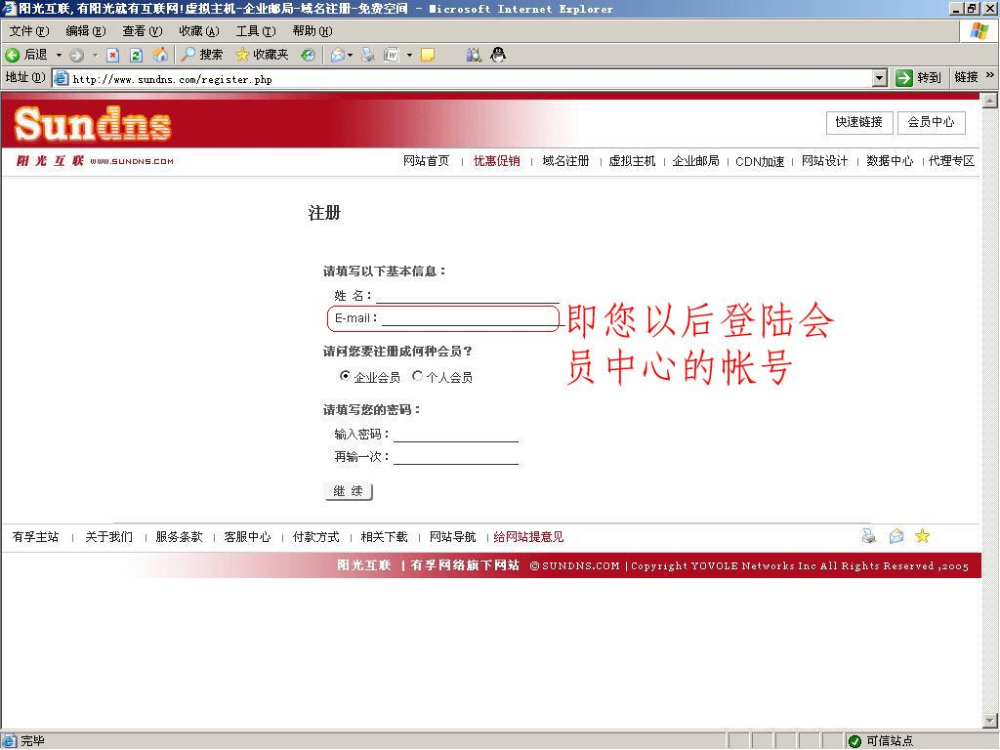 阳光互联,有阳光就有互联网!虚拟主机-企业邮局-域名注册-免费空间 - Microsoft Internet Explorer
文件(F) 编辑(E) 查看(V) 收藏(A) 工具(T) 帮助(H)
后退 搜索 收藏夹
地址(D) http://www.sundns.com/register.php 转到 链接 »
Sundns
快速链接 会员中心
阳光互联 WWW.SUNDNS.COM
网站首页 | 优惠促销 | 域名注册 | 虚拟主机 | 企业邮局 | CDN加速 | 网站设计 | 数据中心 | 代理专区
注册
请填写以下基本信息：
姓 名：
E-mail：
即您以后登陆会
员中心的帐号
请问您要注册成何种会员？
企业会员 个人会员
请填写您的密码：
输入密码：
再输一次：
继 续
有孚主站 | 关于我们 | 服务条款 | 客服中心 | 付款方式 | 相关下载 | 网站导航 | 给网站提意见
阳光互联 | 有孚网络旗下网站 ©SUNDNS.COM | Copyright YOVOLE Networks Inc All Rights Reserved ,2005
完毕 可信站点